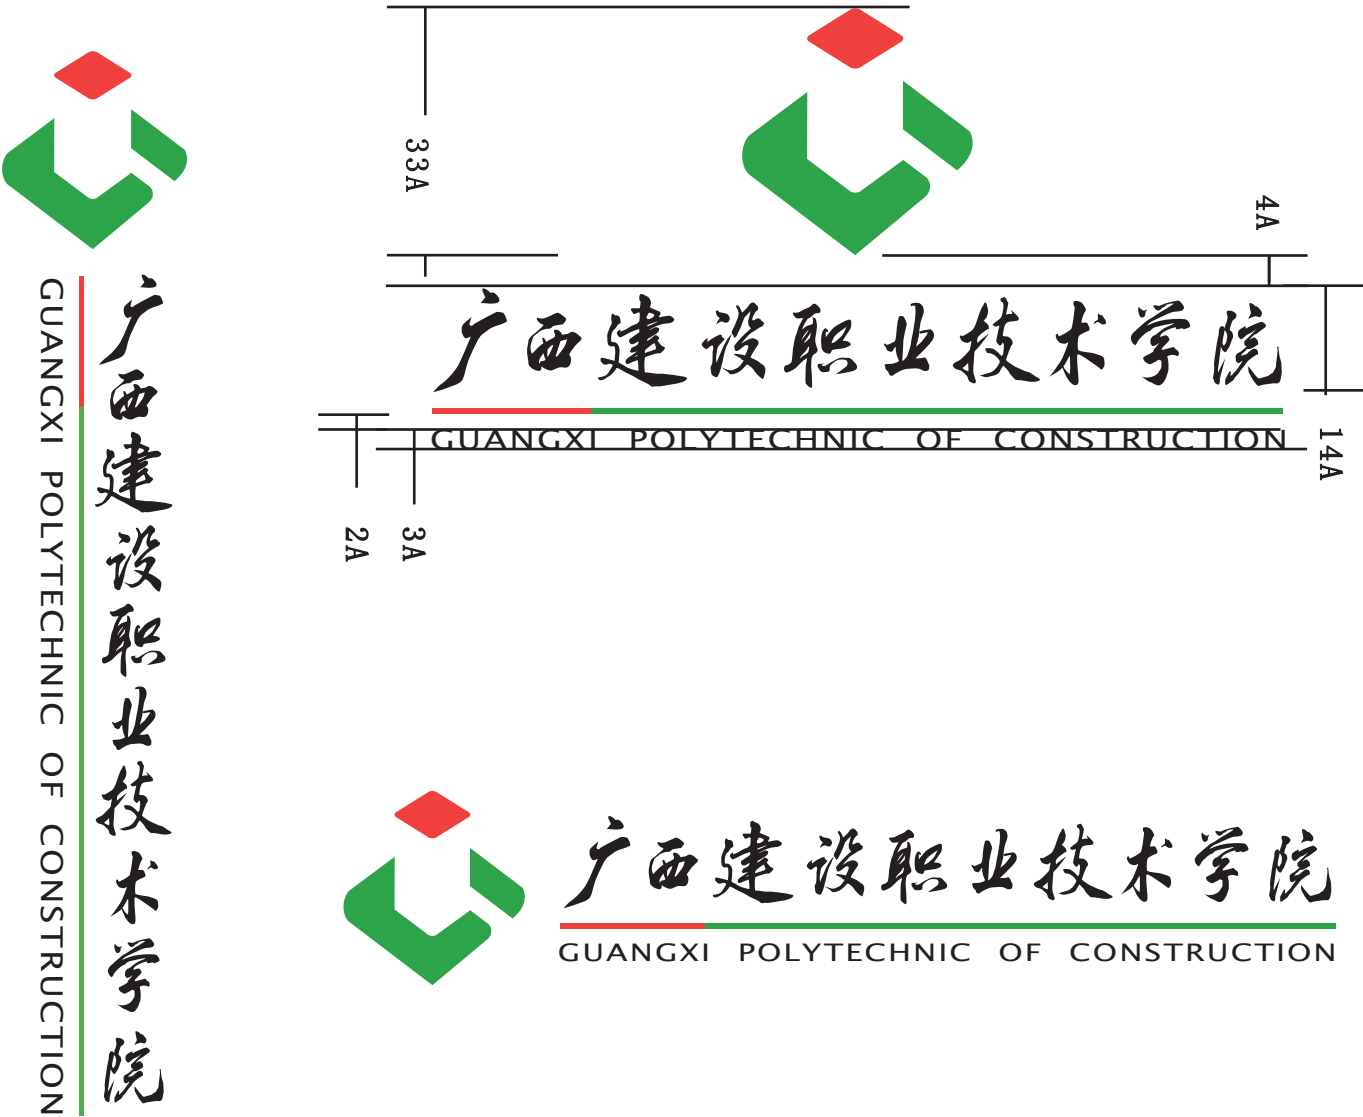 广西建设职业技术学院
GUANGXI POLYTECHNIC OF CONSTRUCTION
33A
4A
广西建设职业技术学院
14A
GUANGXI POLYTECHNIC OF CONSTRUCTION
2A
3A
广西建设职业技术学院
GUANGXI POLYTECHNIC OF CONSTRUCTION